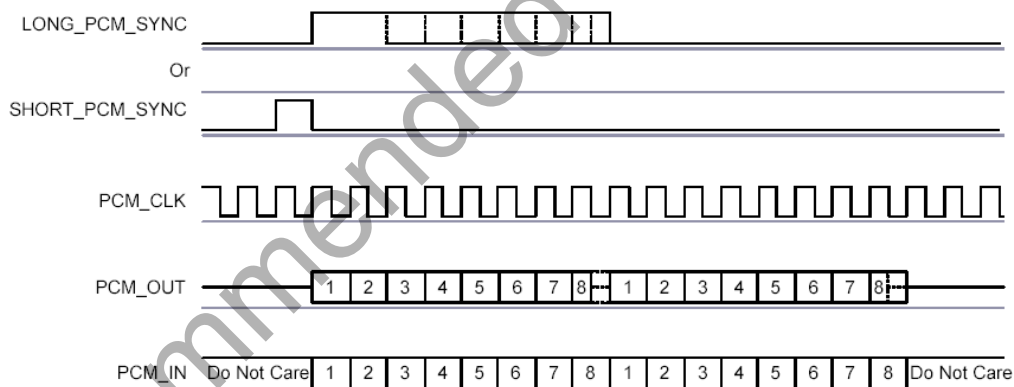 LONG_PCM_SYNC
Or
SHORT_PCM_SYNC
PCM_CLK
PCM_OUT 1 2 3 4 5 6 7 8 1 2 3 4 5 6 7 8
PCM_IN Do Not Care 1 2 3 4 5 6 7 8 1 2 3 4 5 6 7 8 Do Not Care
mmended